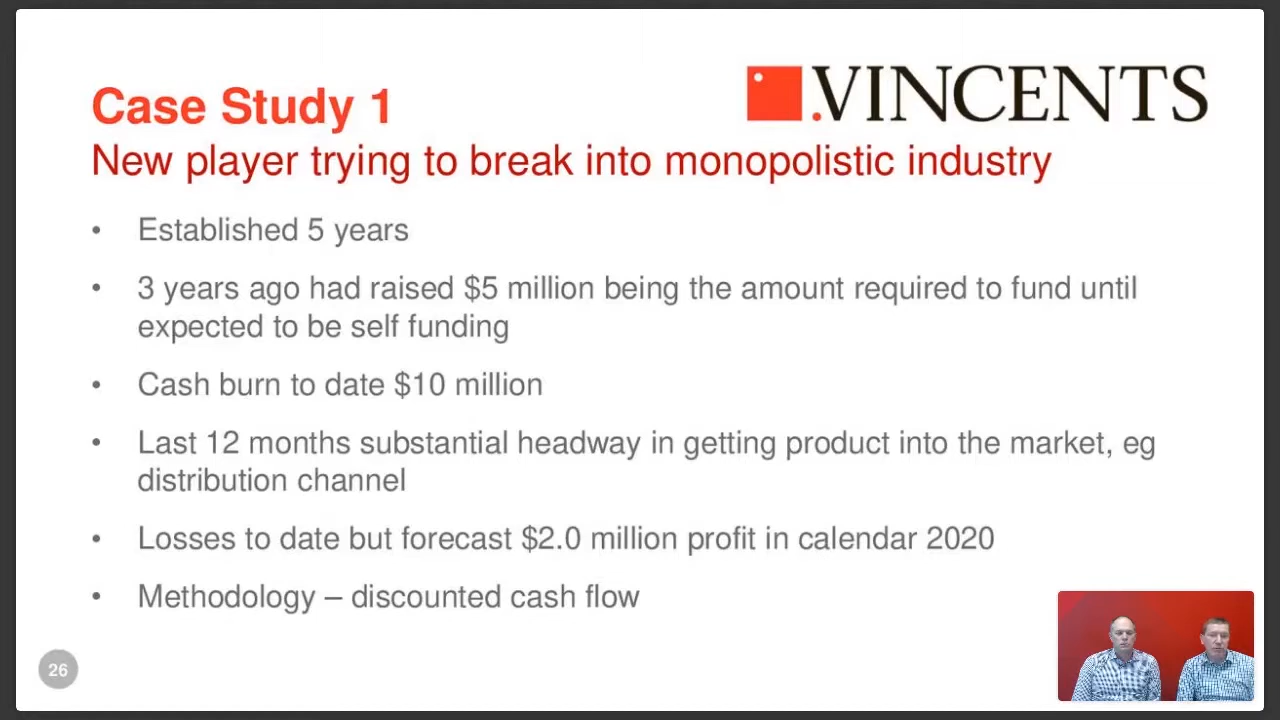 .VINCENTS
Case Study 1
New player trying to break into monopolistic industry
• Established 5 years
• 3 years ago had raised $5 million being the amount required to fund until
expected to be self funding
• Cash burn to date $10 million
• Last 12 months substantial headway in getting product into the market, eg
distribution channel
• Losses to date but forecast $2.0 million profit in calendar 2020
• Methodology – discounted cash flow
26